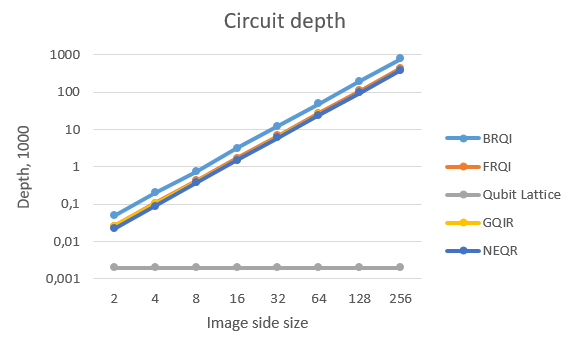 Circuit depth
Depth, 1000
1000
100
10
1
0,1
0,01
0,001
2 4 8 16 32 64 128 256
Image side size
BRQI
FRQI
Qubit Lattice
GQIR
NEQR